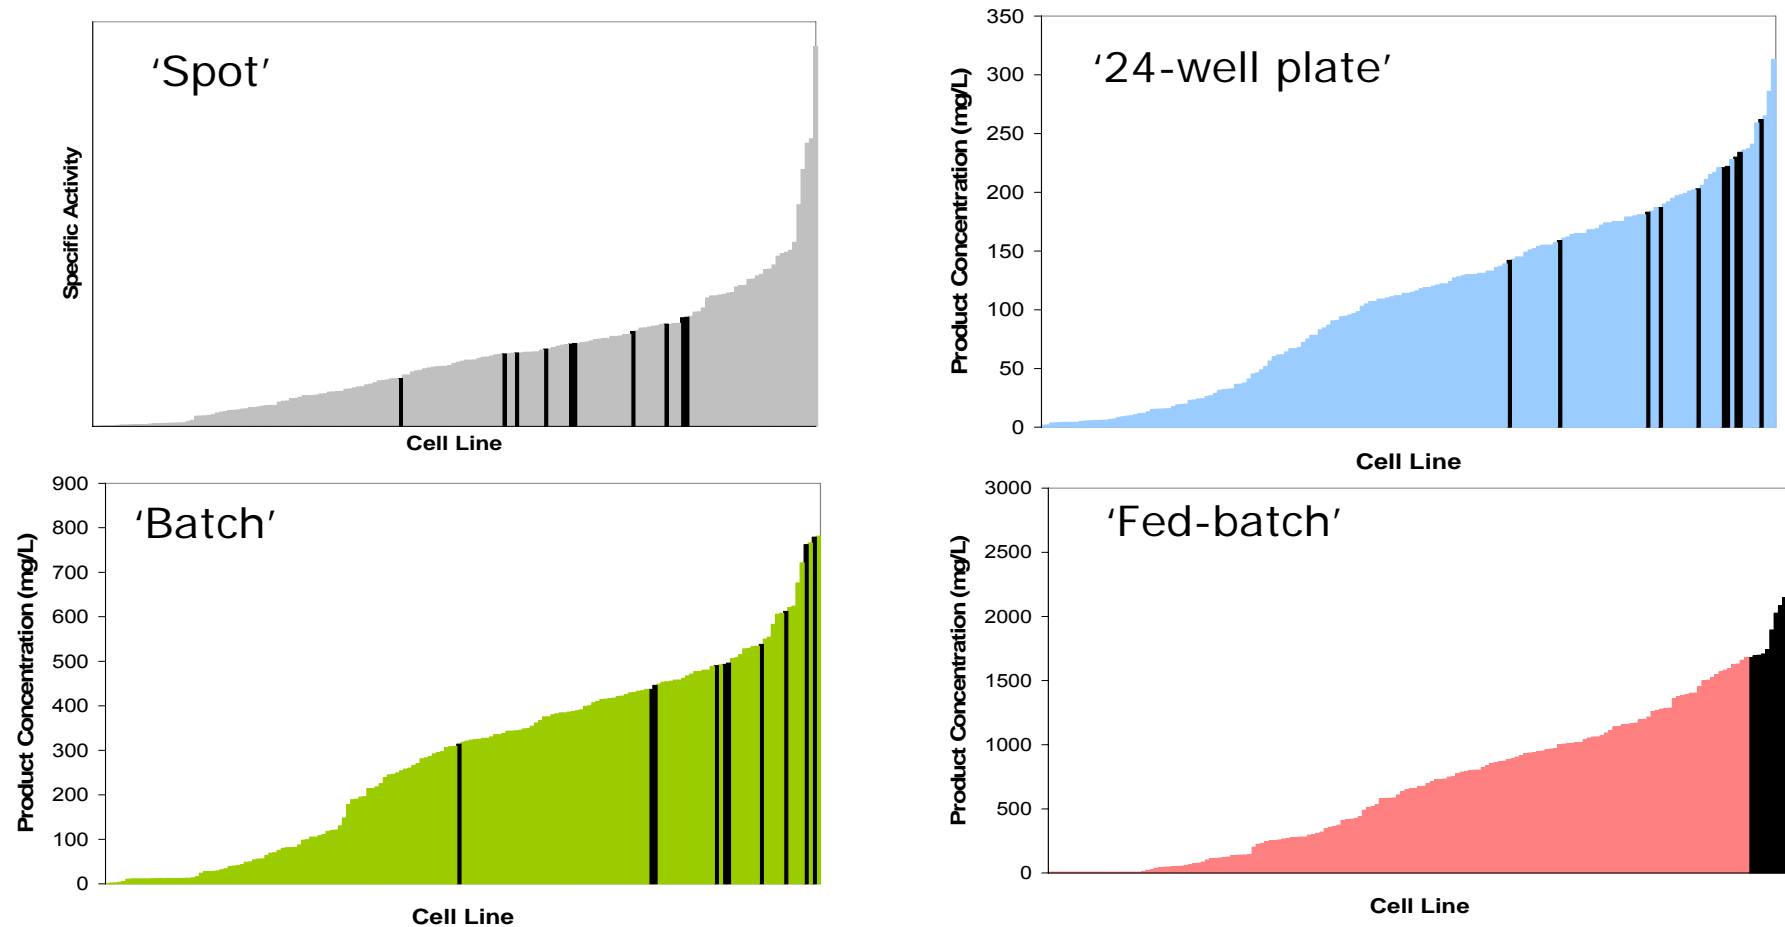 ‘Spot’
Specific Activity
Cell Line
‘24-well plate’
Product Concentration (mg/L)
350
300
250
200
150
100
50
0
Cell Line
‘Batch’
Product Concentration (mg/L)
900
800
700
600
500
400
300
200
100
0
Cell Line
‘Fed-batch’
Product Concentration (mg/L)
3000
2500
2000
1500
1000
500
0
Cell Line